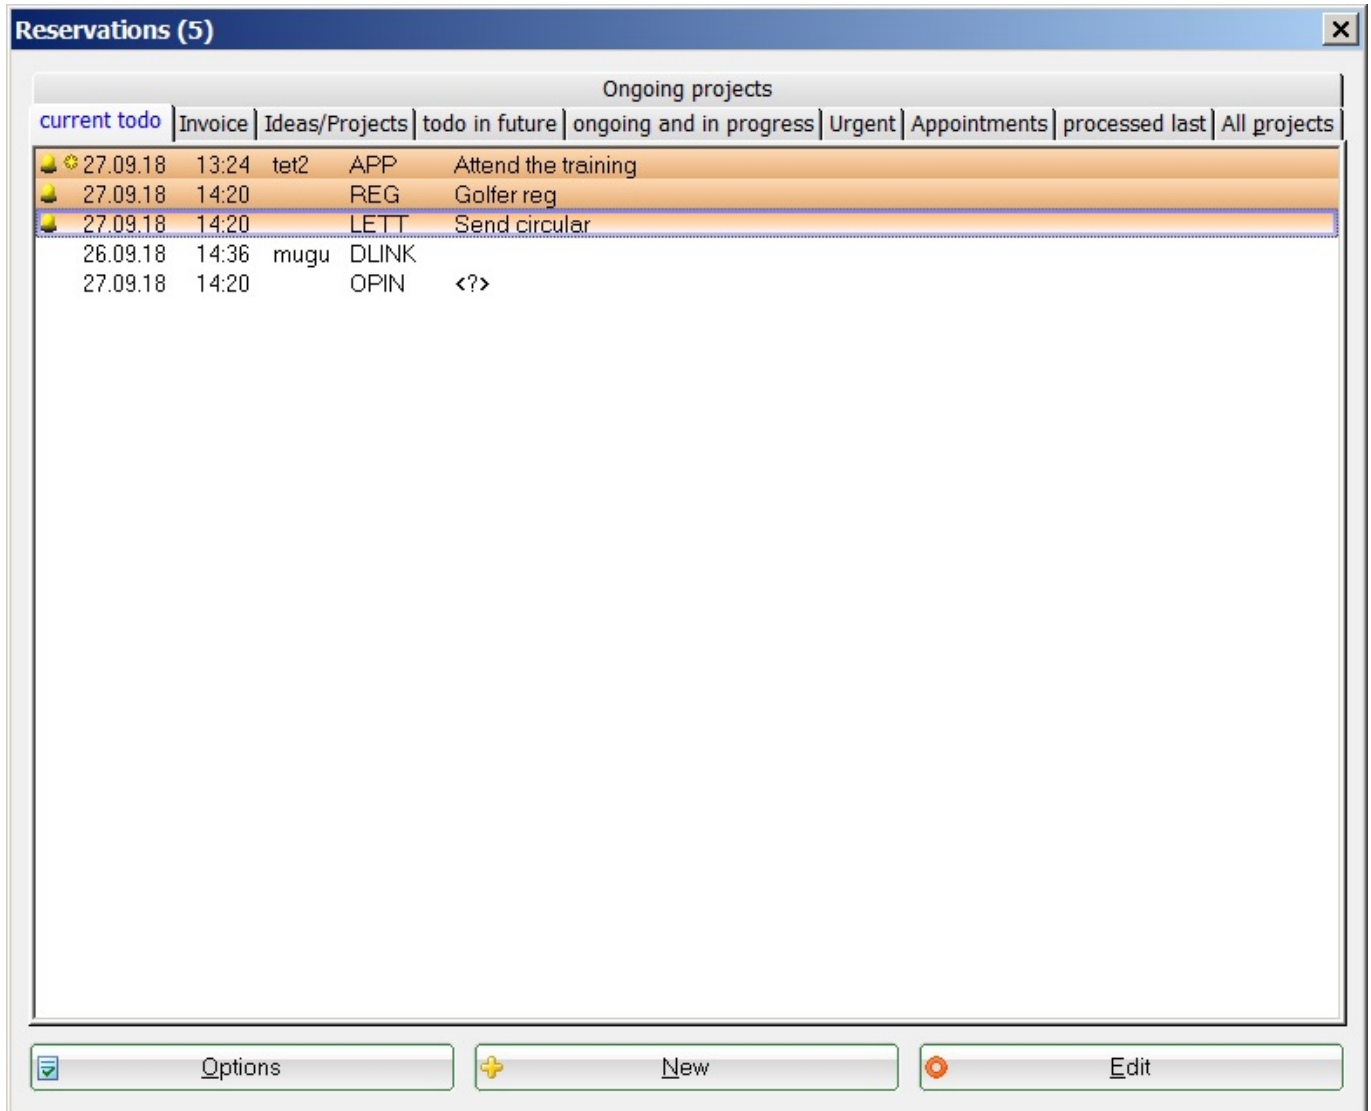 Reservations (5)
Ongoing projects
current todo Invoice Ideas/Projects todo in future ongoing and in progress Urgent Appointments processed last All projects
27.09.18 13:24 tet2 APP Attend the training
27.09.18 14:20 REG Golfer reg
27.09.18 14:20 LETT Send circular
26.09.18 14:36 mugu DLINK
27.09.18 14:20 OPIN <?>
Options New Edit